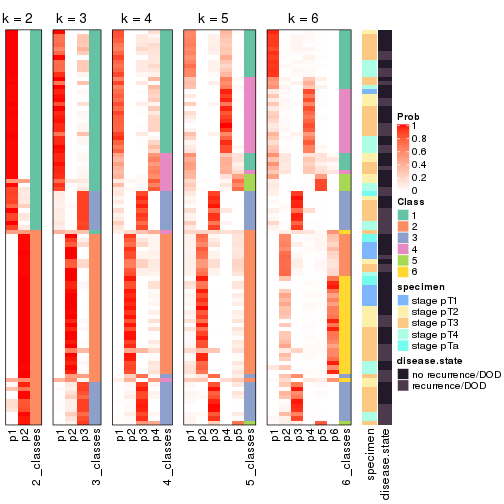 k = 2
k = 3
k = 4
k = 5
k = 6
Prob
1
0.8
0.6
0.4
0.2
0
Class
1
2
3
4
5
6
specimen
stage pT1
stage pT2
stage pT3
stage pT4
stage pTa
disease.state
no recurrence/DOD
recurrence/DOD
p1
p2
2_classes
p1
p2
p3
3_classes
p1
p2
p3
p4
4_classes
p1
p2
p3
p4
p5
5_classes
p1
p2
p3
p4
p5
p6
6_classes
specimen
disease.state